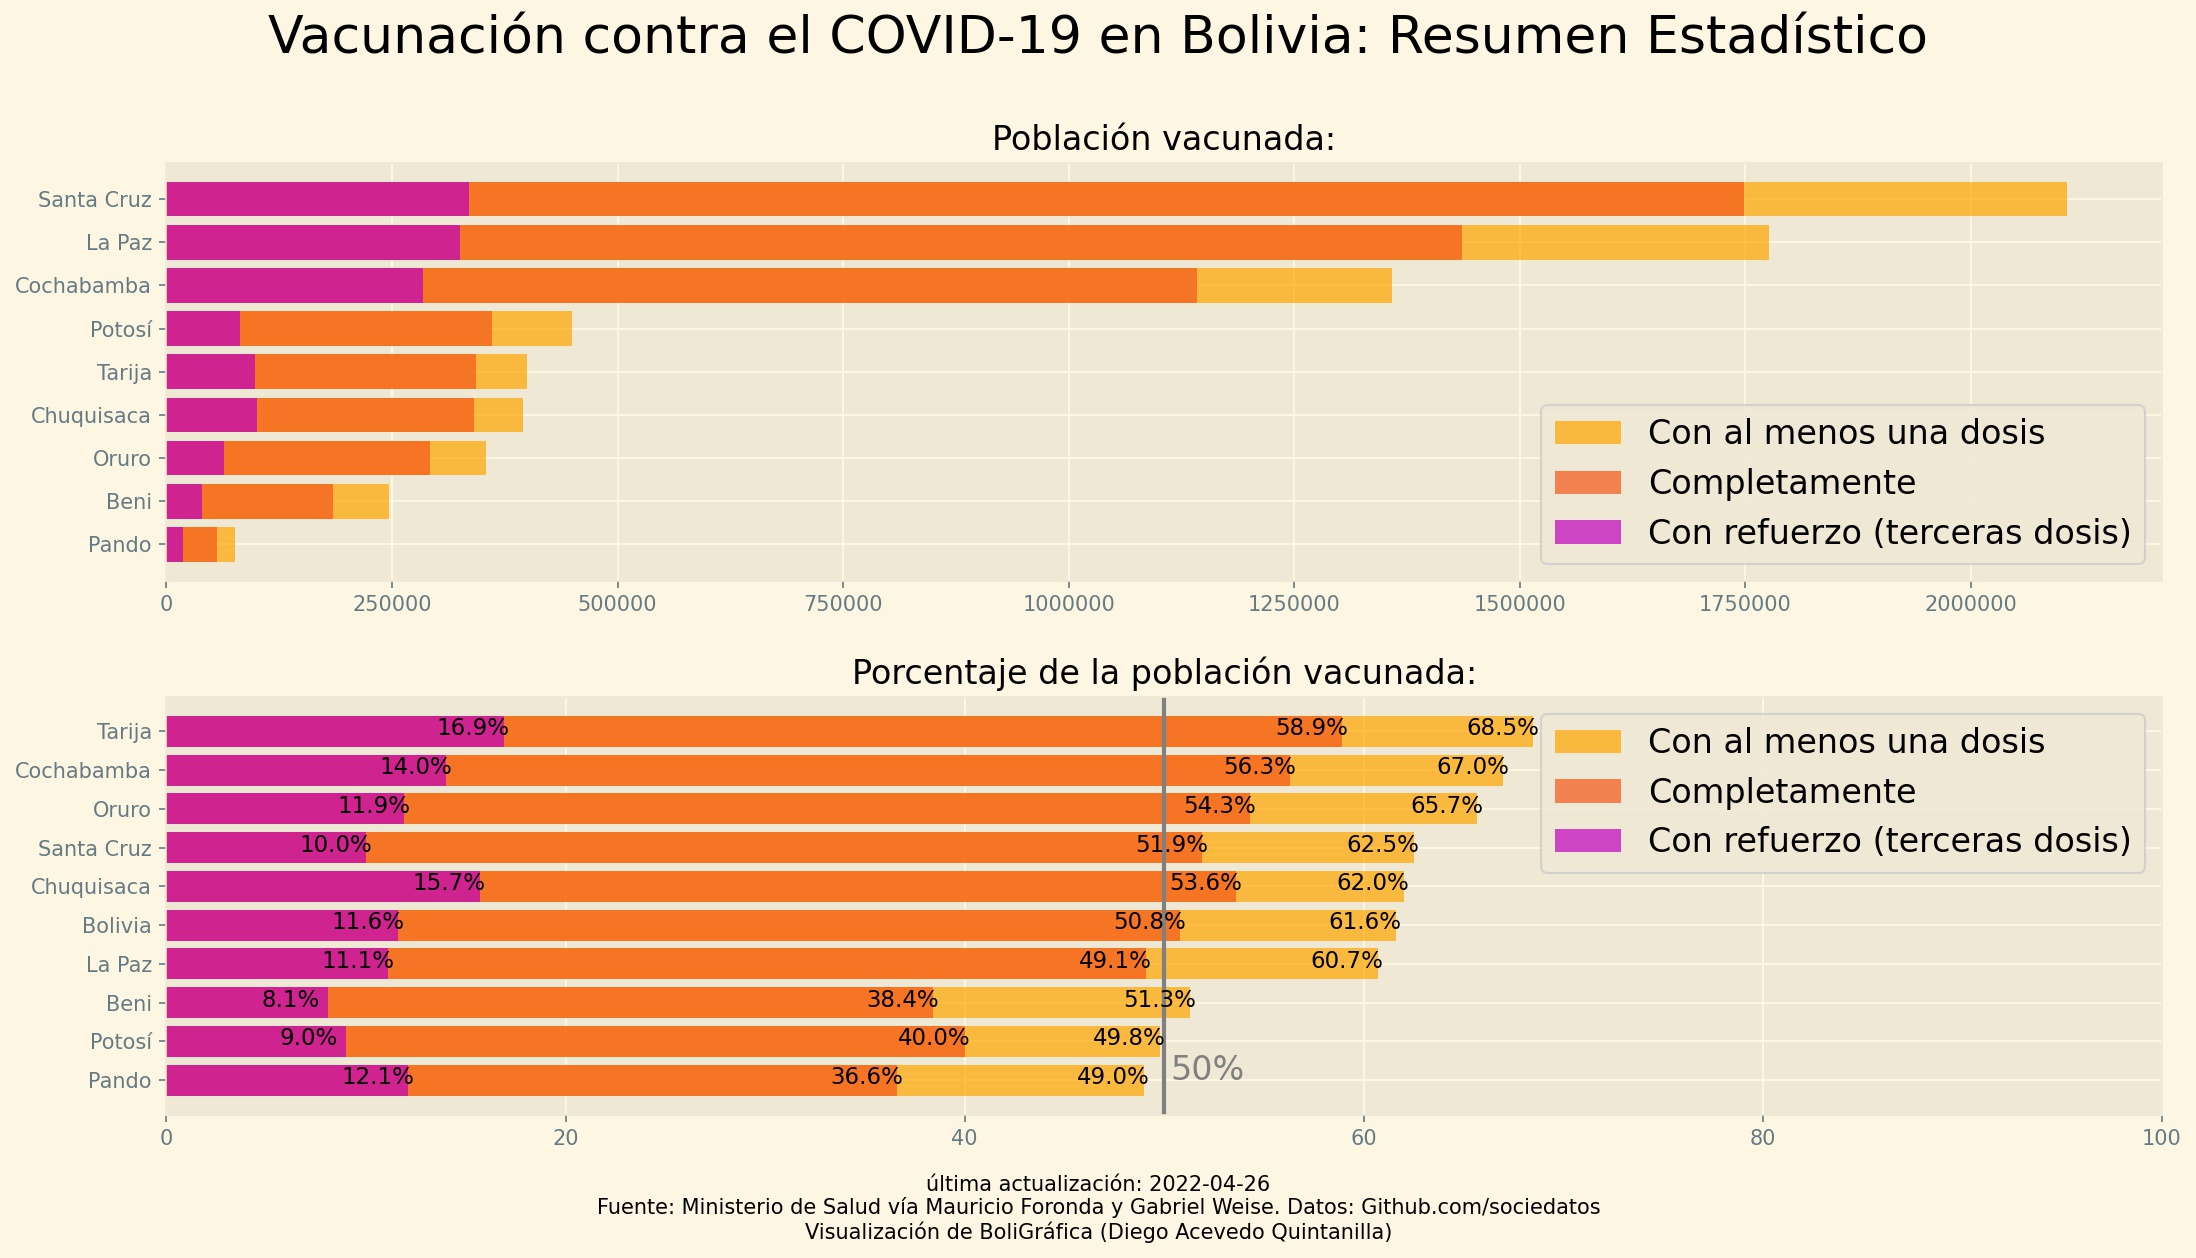 Vacunación contra el COVID-19 en Bolivia: Resumen Estadístico
Población vacunada:
Santa Cruz
La Paz
Cochabamba
Potosí
Tarija
Chuquisaca
Oruro
Beni
Pando
Con al menos una dosis
Completamente
Con refuerzo (terceras dosis)
0 250000 500000 750000 1000000 1250000 1500000 1750000 2000000
Porcentaje de la población vacunada:
Tarija 16.9% 58.9% 68.5%
Cochabamba 14.0% 56.3% 67.0%
Oruro 11.9% 54.3% 65.7%
Santa Cruz 10.0% 51.9% 62.5%
Chuquisaca 15.7% 53.6% 62.0%
Bolivia 11.6% 50.8% 61.6%
La Paz 11.1% 49.1% 60.7%
Beni 8.1% 38.4% 51.3%
Potosí 9.0% 40.0% 49.8%
50%
Pando 12.1% 36.6% 49.0%
Con al menos una dosis
Completamente
Con refuerzo (terceras dosis)
0 20 40 60 80 100
última actualización: 2022-04-26
Fuente: Ministerio de Salud vía Mauricio Foronda y Gabriel Weise. Datos: Github.com/sociedatos
Visualización de BoliGráfica (Diego Acevedo Quintanilla)